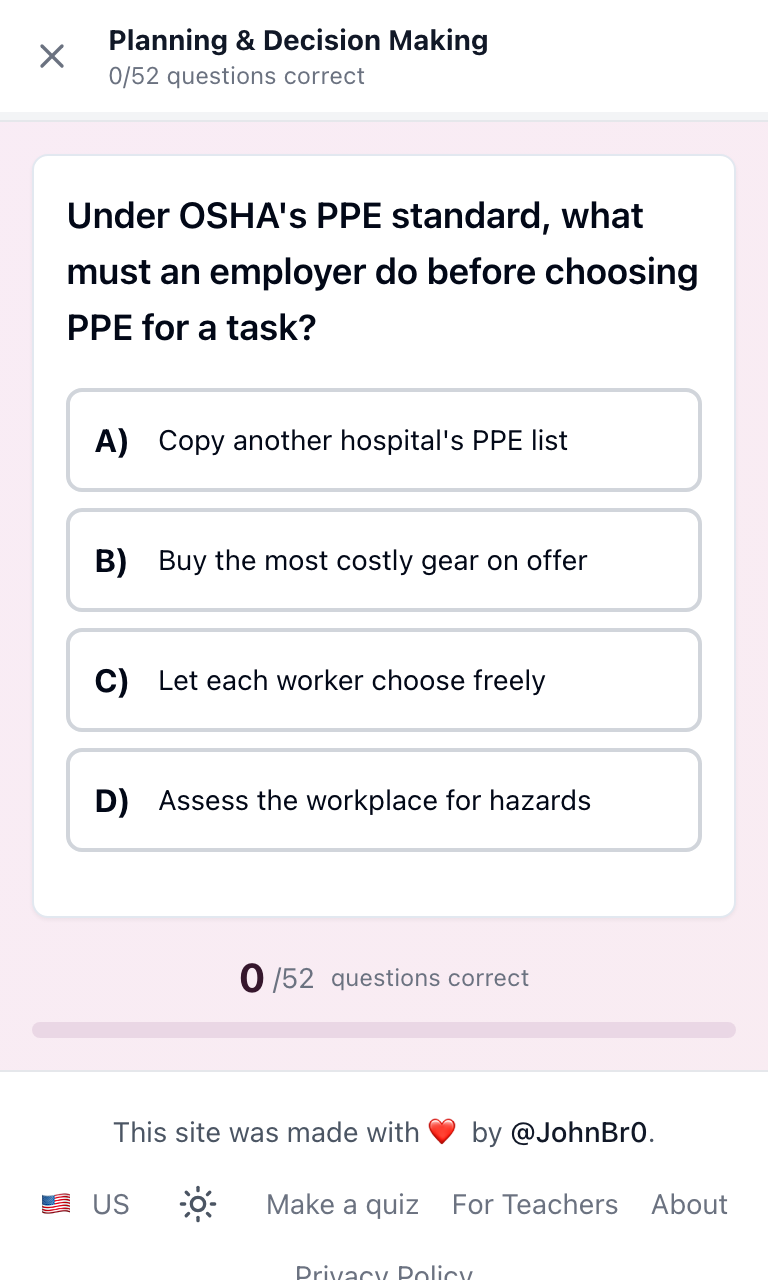 Planning & Decision Making
0/52 questions correct
Under OSHA's PPE standard, what
must an employer do before choosing
PPE for a task?
A) Copy another hospital's PPE list
B) Buy the most costly gear on offer
C) Let each worker choose freely
D) Assess the workplace for hazards
0 /52 questions correct
This site was made with ❤️ by @JohnBr0.
🇺🇸 US Make a quiz For Teachers About
Privacy Policy